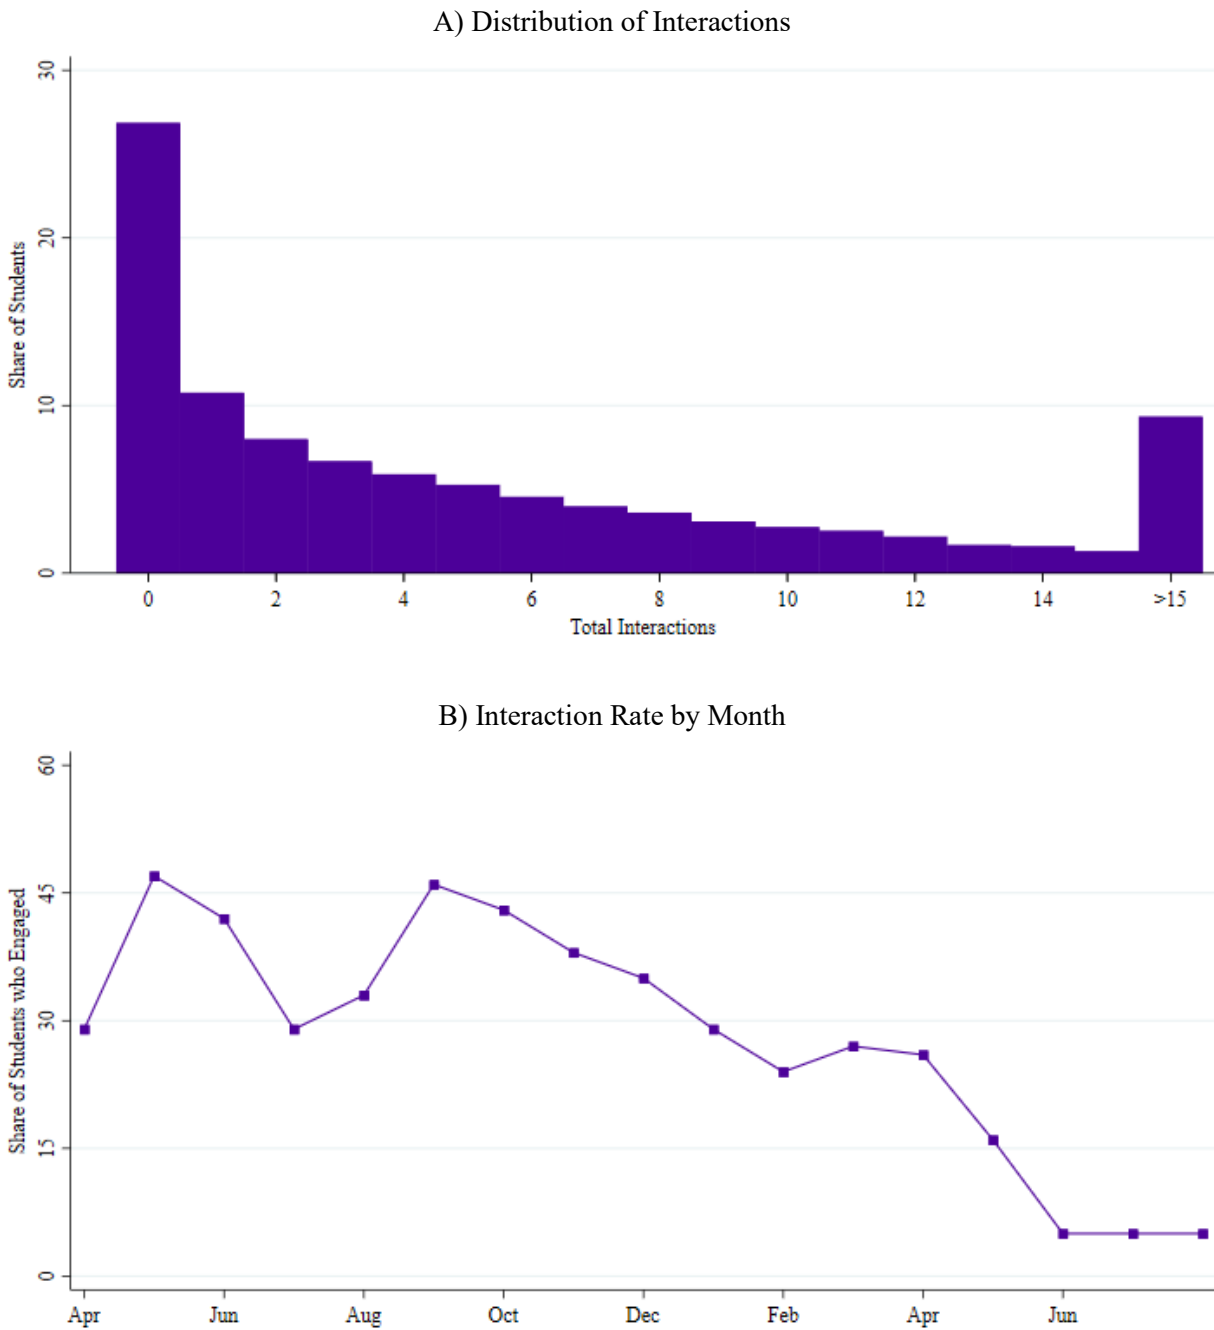 A) Distribution of Interactions
30
20
10
0
Share of Students
0 2 4 6 8 10 12 14 >15
Total Interactions
B) Interaction Rate by Month
60
45
30
15
0
Share of Students who Engaged
Apr Jun Aug Oct Dec Feb Apr Jun